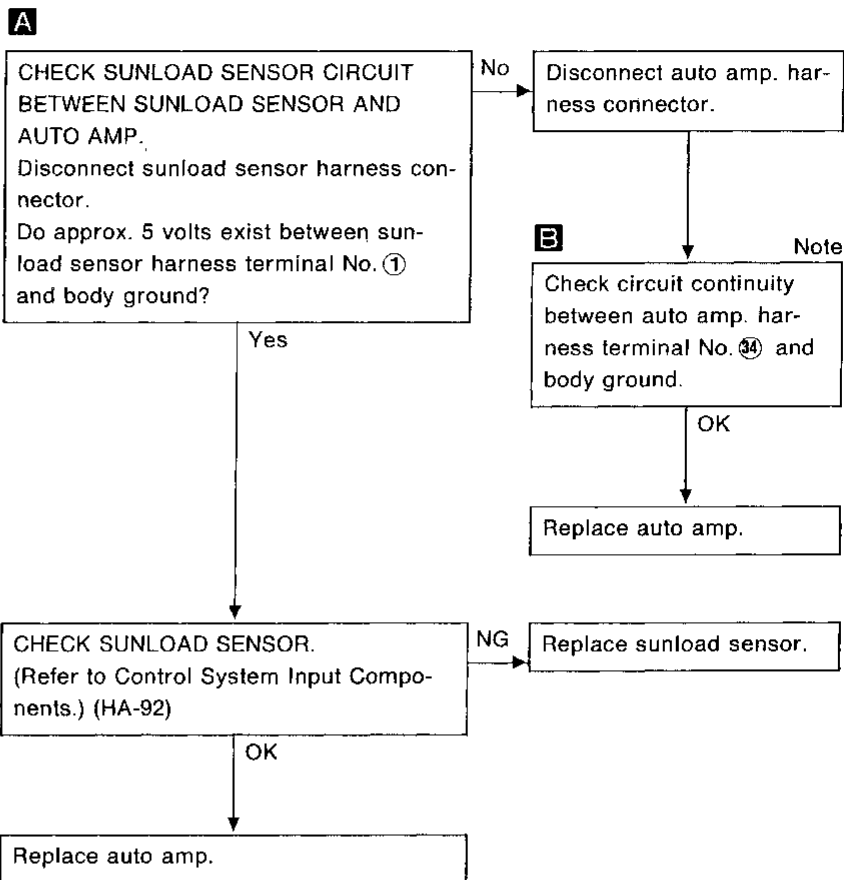 A
CHECK SUNLOAD SENSOR CIRCUIT
BETWEEN SUNLOAD SENSOR AND
AUTO AMP.
Disconnect sunload sensor harness con-
nector.
Do approx. 5 volts exist between sun-
load sensor harness terminal No. ①
and body ground?
No
Disconnect auto amp. har-
ness connector.
B
Note
Check circuit continuity
between auto amp. har-
ness terminal No. ㉞ and
body ground.
Yes
OK
Replace auto amp.
CHECK SUNLOAD SENSOR.
(Refer to Control System Input Compo-
nents.) (HA-92)
NG
Replace sunload sensor.
OK
Replace auto amp.